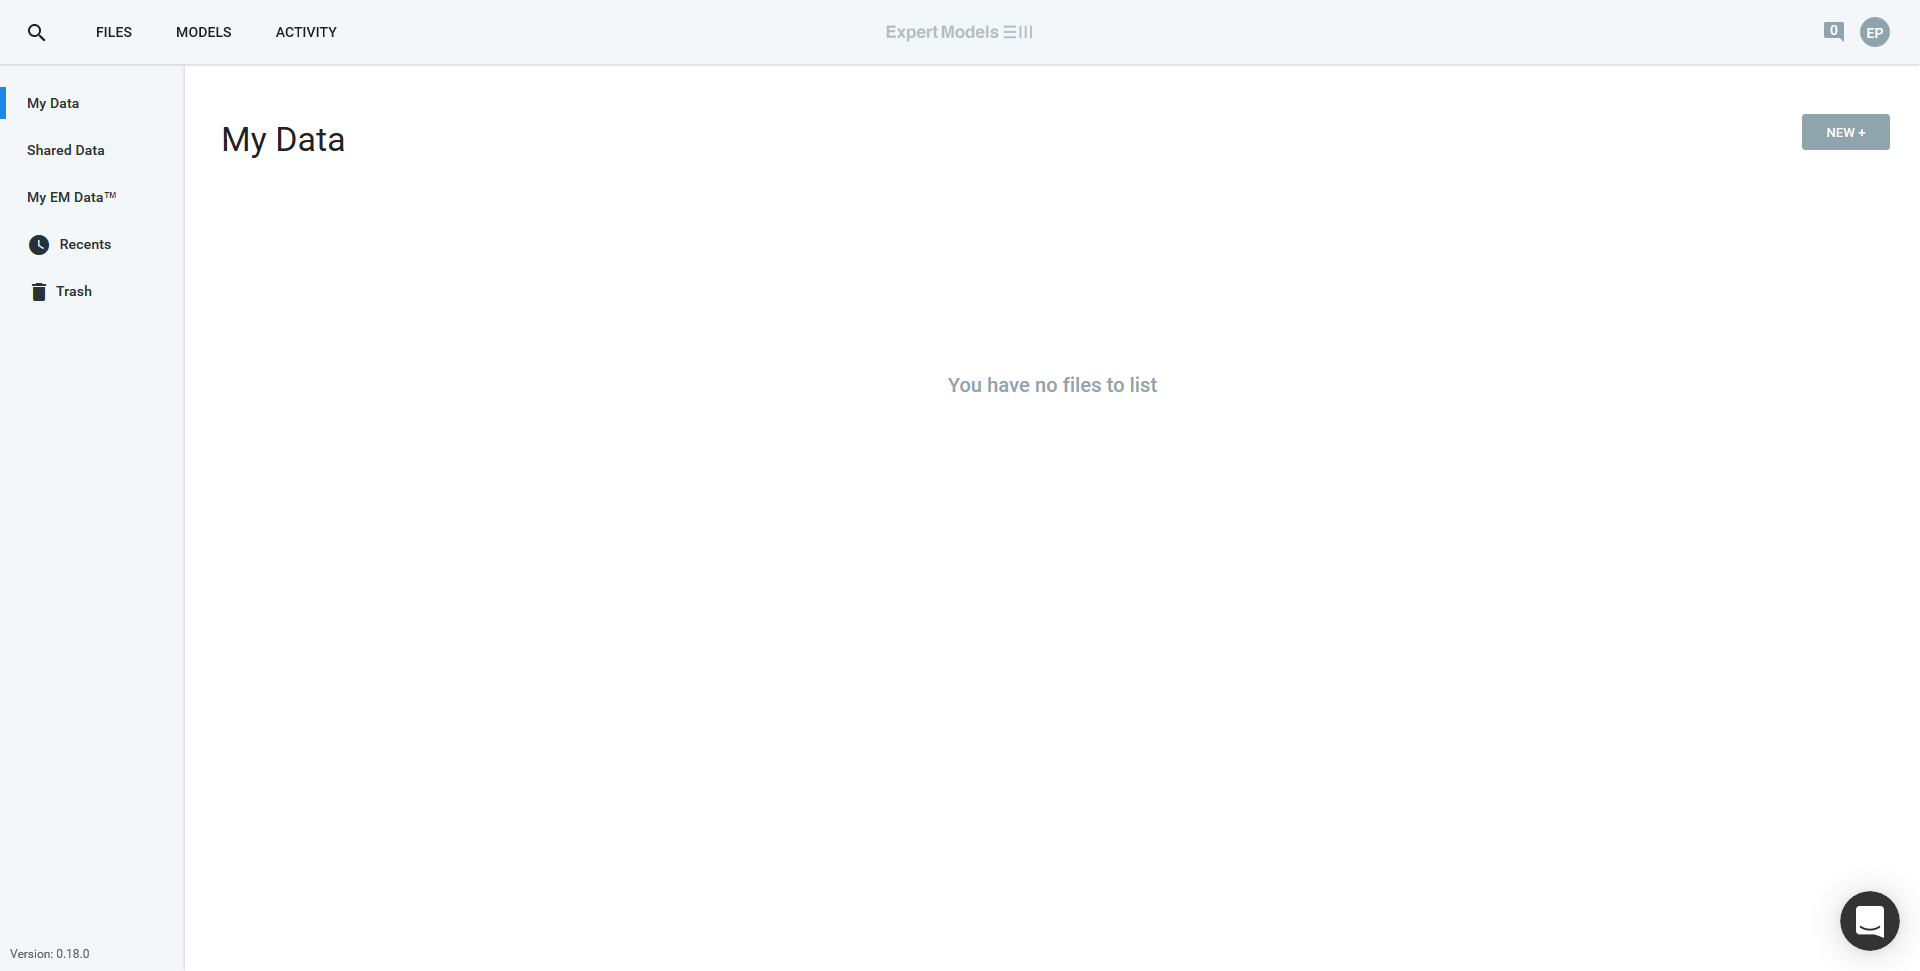 FILES
MODELS
ACTIVITY
Expert Models
0
EP
My Data
Shared Data
My EM Data™
Recents
Trash
My Data
NEW +
You have no files to list
Version: 0.18.0